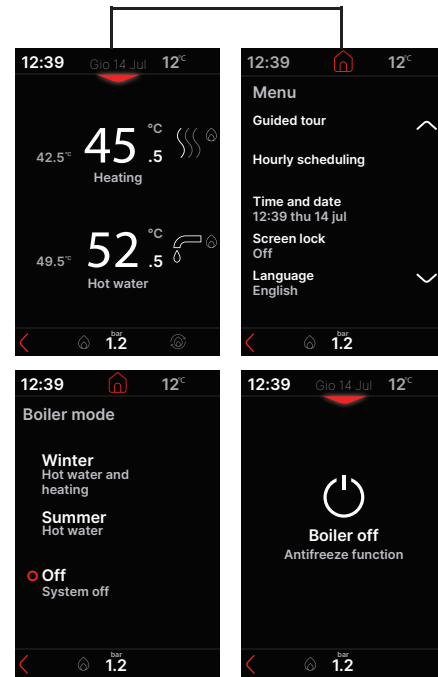 12:39 Gio 14 Jul 12°C
45.5 °C
42.5°C
Heating
52.5 °C
49.5°C
Hot water
bar
1.2
12:39 12°C
Menu
Guided tour
Hourly scheduling
Time and date
12:39 thu 14 jul
Screen lock
Off
Language
English
bar
1.2
12:39 12°C
Boiler mode
Winter
Hot water and
heating
Summer
Hot water
Off
System off
bar
1.2
12:39 Gio 14 Jul 12°C
Boiler off
Antifreeze function
bar
1.2